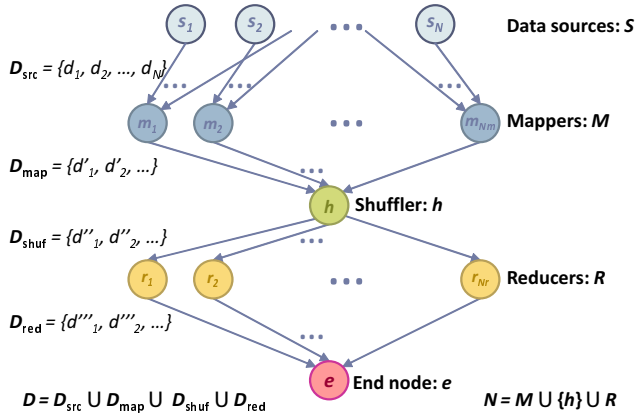 s1 s2 ... sN Data sources: S
Dsrc = {d1, d2, ..., dN}
... ... ...
m1 m2 ... mNm Mappers: M
Dmap = {d'1, d'2, ...}
...
h Shuffler: h
Dshuf = {d''1, d''2, ...}
...
r1 r2 ... rNr Reducers: R
Dred = {d'''1, d'''2, ...}
...
e End node: e
D = Dsrc ∪ Dmap ∪ Dshuf ∪ Dred N = M ∪ {h} ∪ R